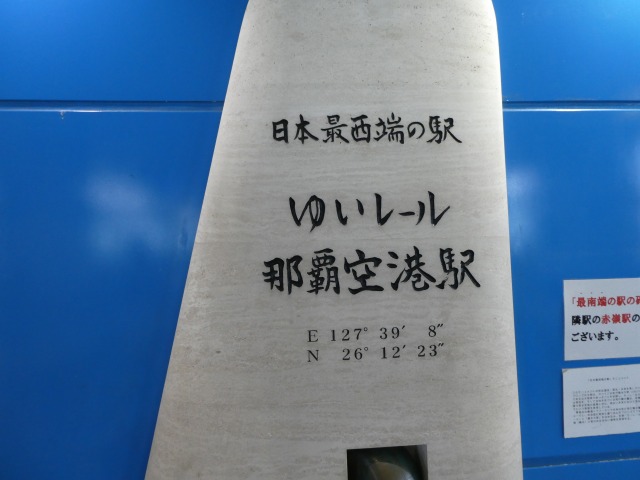 日本最西端の駅
ゆいレール
那覇空港駅
E 127° 39′ 8″
N 26° 12′ 23″
「最南端の駅の
隣駅の赤嶺駅の
ございます。